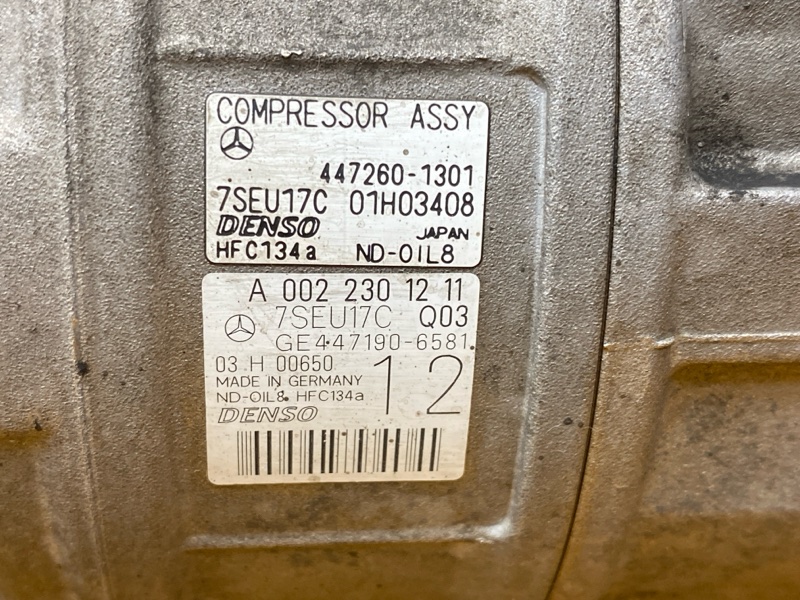 COMPRESSOR ASSY
447260-1301
7SEU17C 01H03408
DENSO JAPAN
HFC134a ND-OIL8
A 002 230 12 11
7SEU17C Q03
GE447190-6581
03 H 00650
MADE IN GERMANY
12
ND-OIL8 HFC134a
DENSO